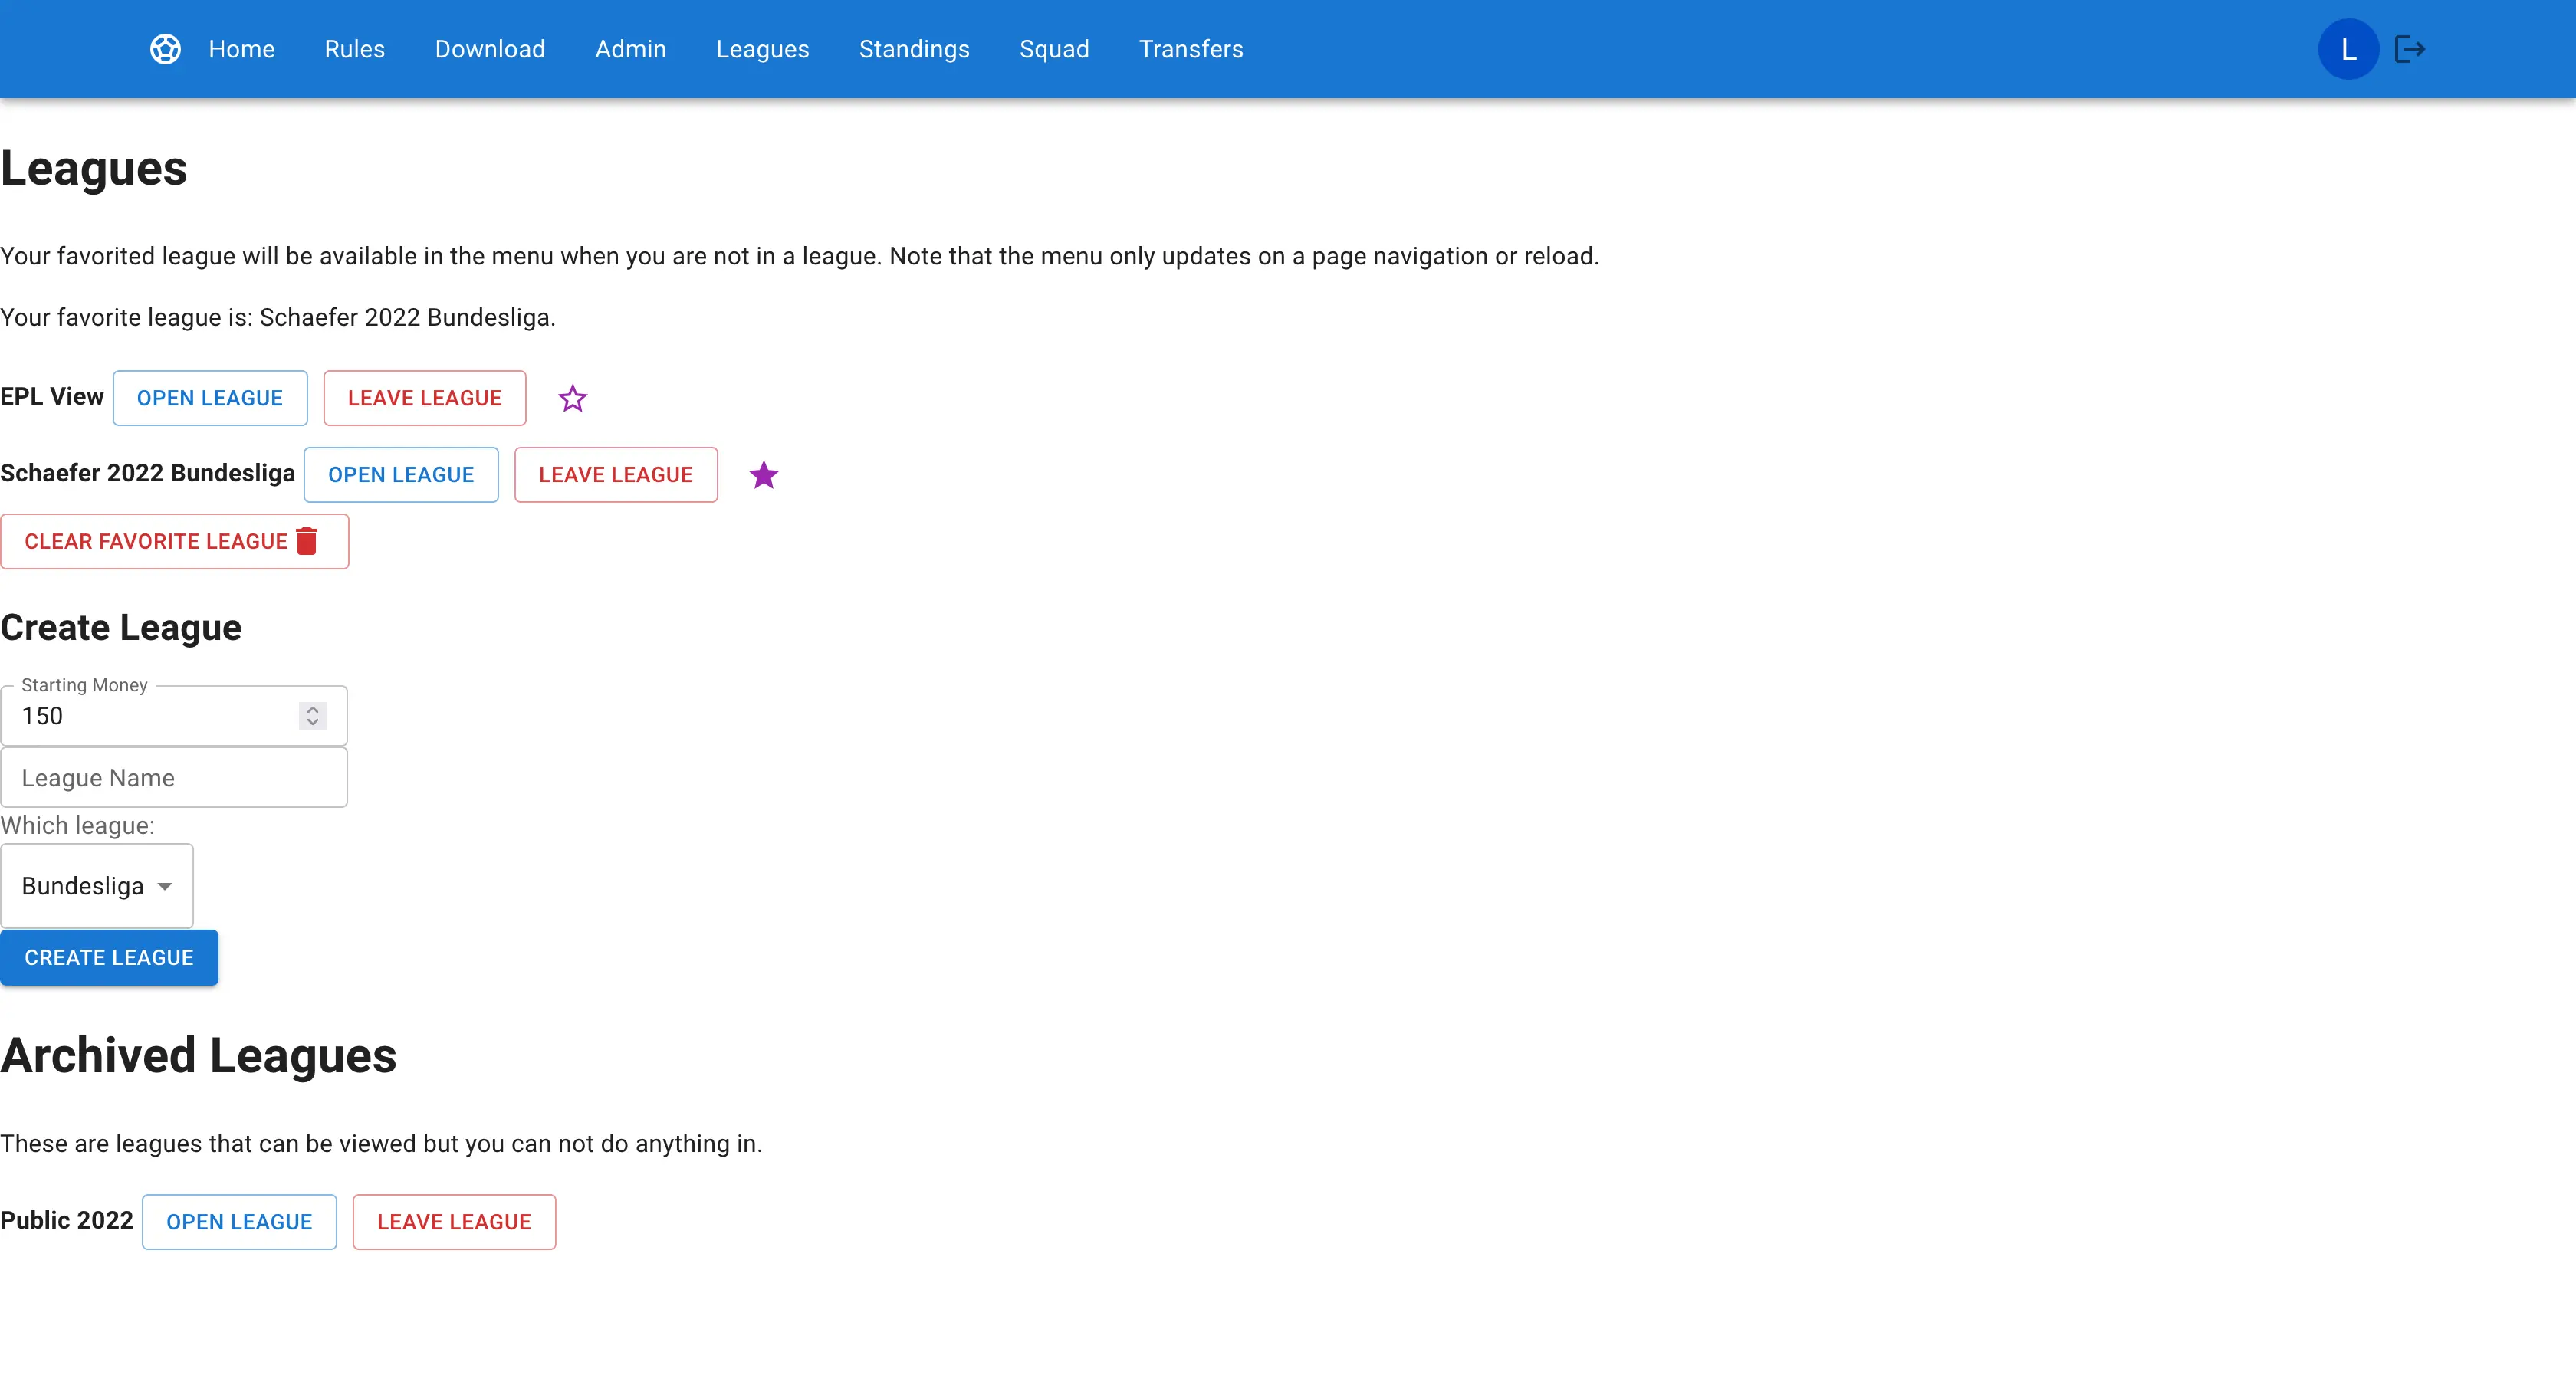 Home Rules Download Admin Leagues Standings Squad Transfers L
Leagues
Your favorited league will be available in the menu when you are not in a league. Note that the menu only updates on a page navigation or reload.
Your favorite league is: Schaefer 2022 Bundesliga.
EPL View OPEN LEAGUE LEAVE LEAGUE
Schaefer 2022 Bundesliga OPEN LEAGUE LEAVE LEAGUE
CLEAR FAVORITE LEAGUE
Create League
Starting Money
150
League Name
Which league:
Bundesliga
CREATE LEAGUE
Archived Leagues
These are leagues that can be viewed but you can not do anything in.
Public 2022 OPEN LEAGUE LEAVE LEAGUE